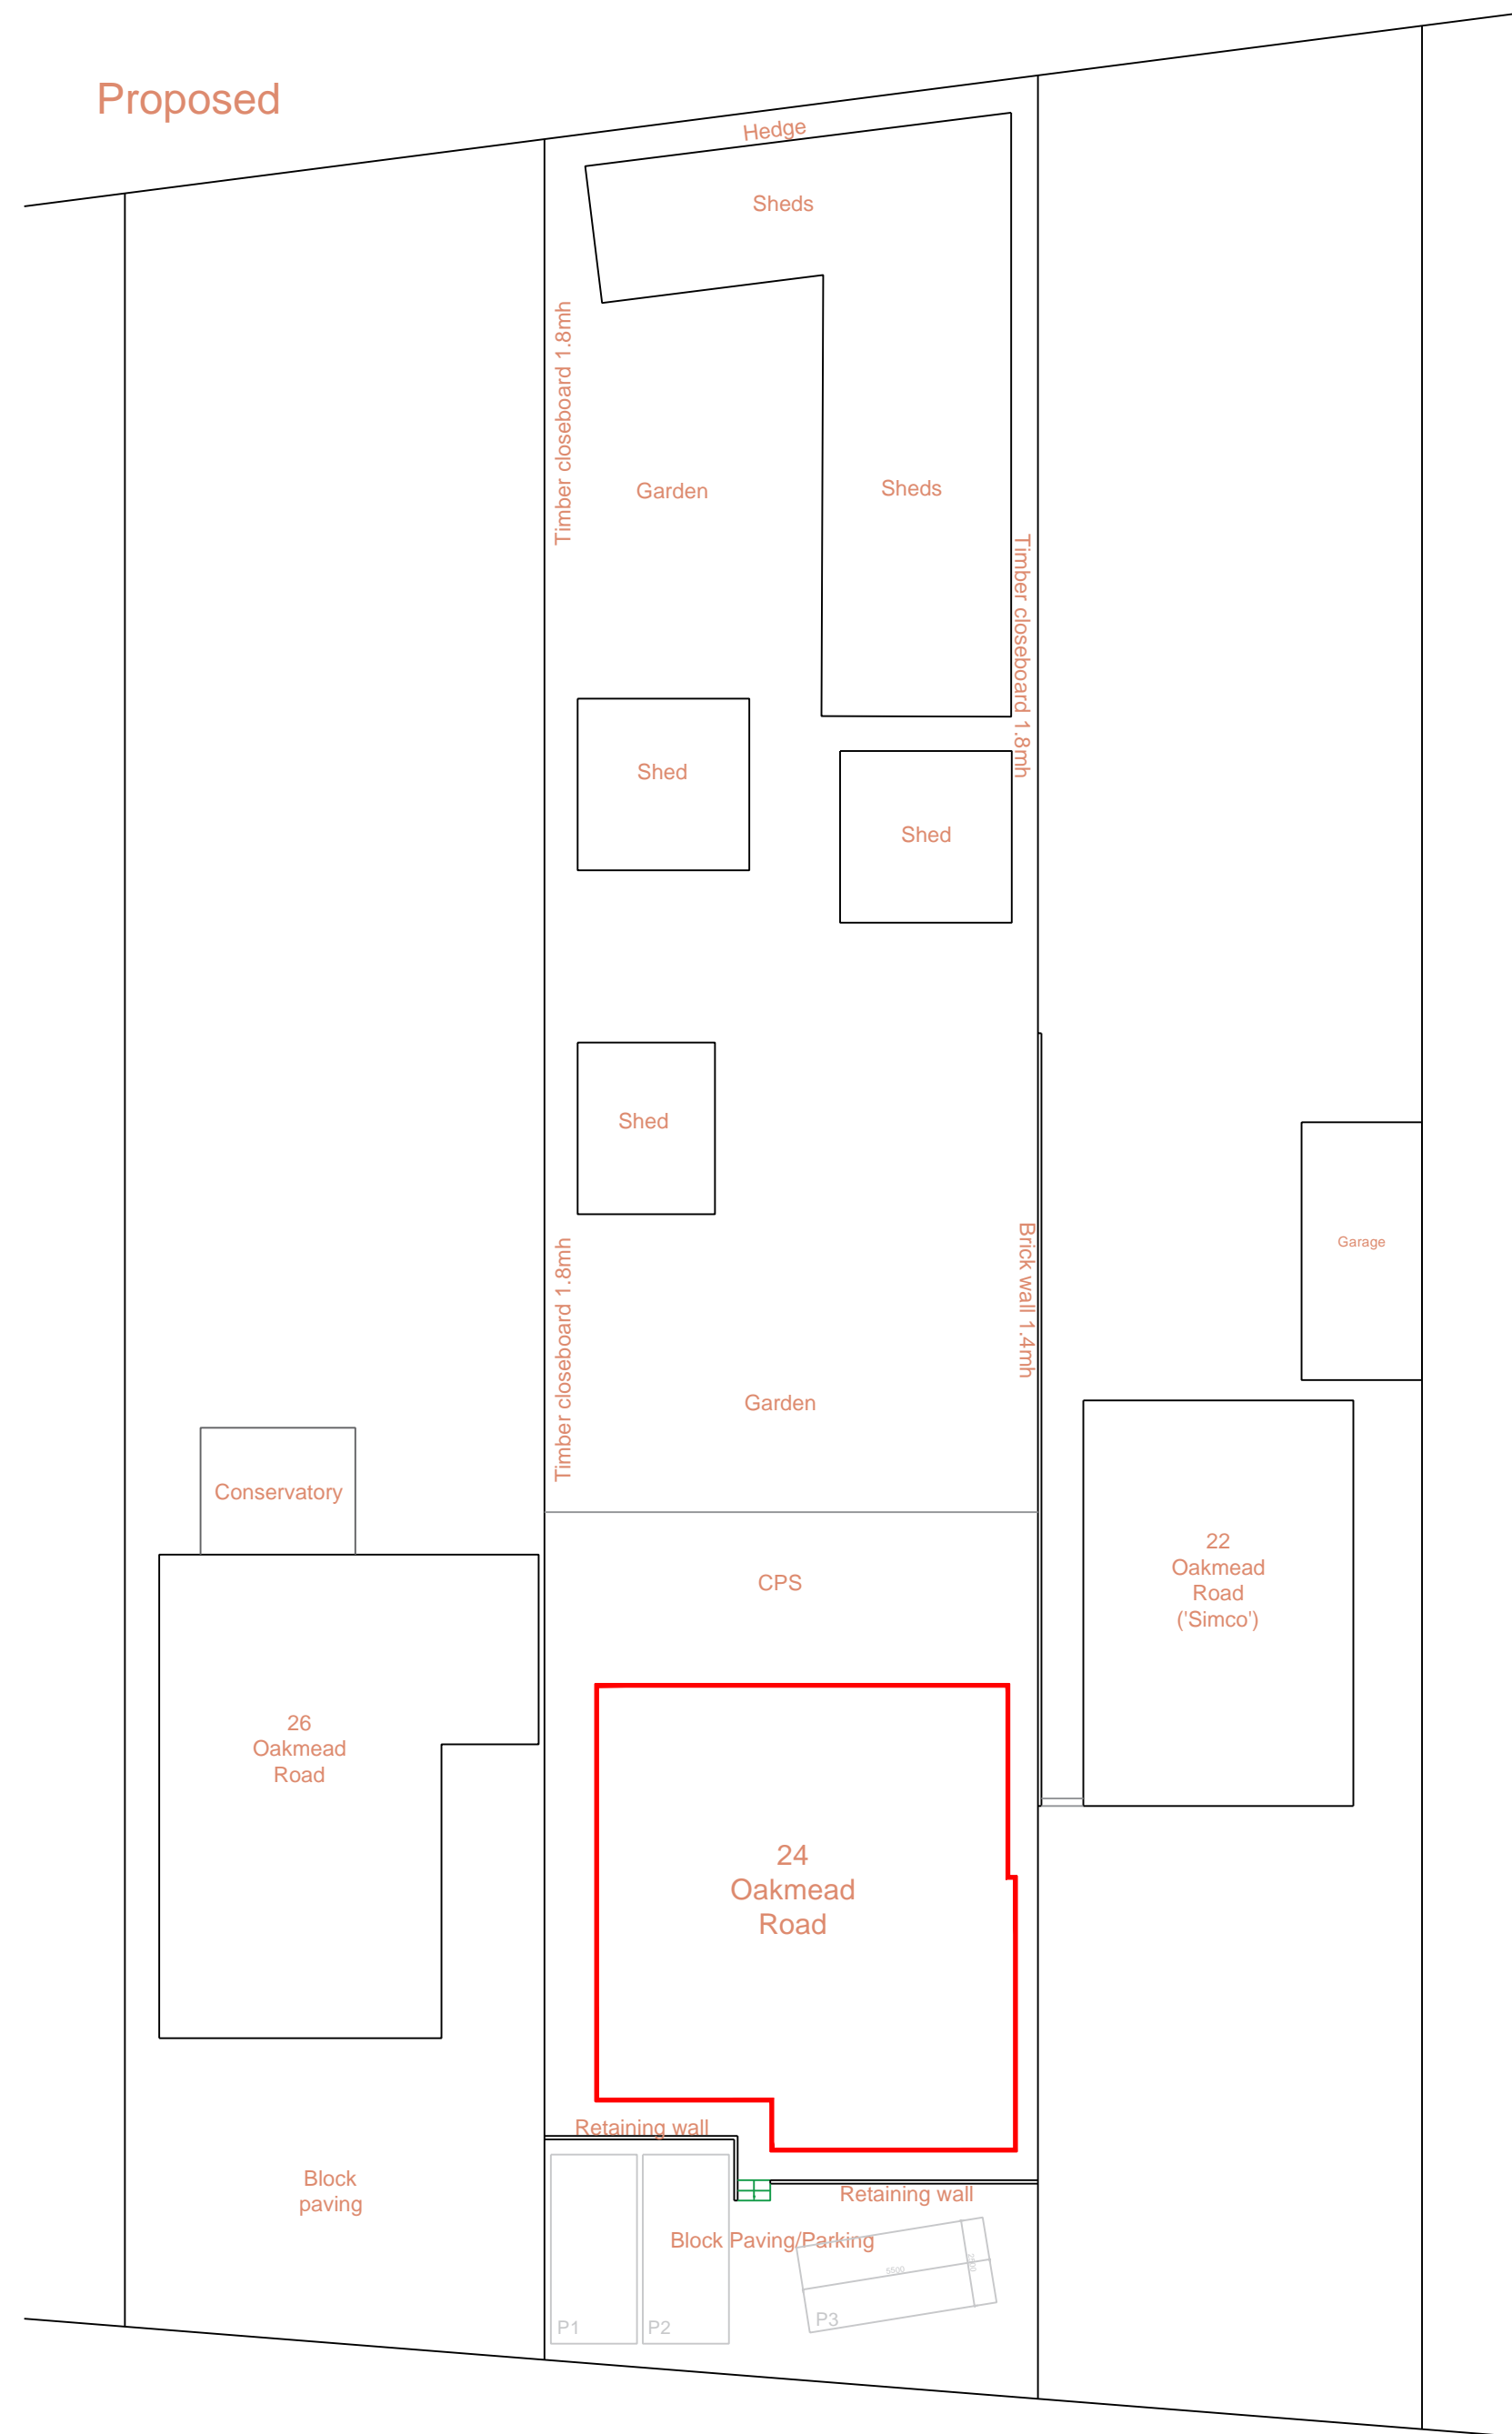 Proposed
Hedge
Sheds
Timber closeboard 1.8mh
Garden
Sheds
Timber closeboard 1.8mh
Shed
Shed
Shed
Brick wall 1.4mh
Garage
Timber closeboard 1.8mh
Garden
Conservatory
CPS
22
Oakmead
Road
('Simco')
26
Oakmead
Road
24
Oakmead
Road
Retaining wall
Block
paving
Retaining wall
Block Paving/Parking
5500
P1
P2
P3